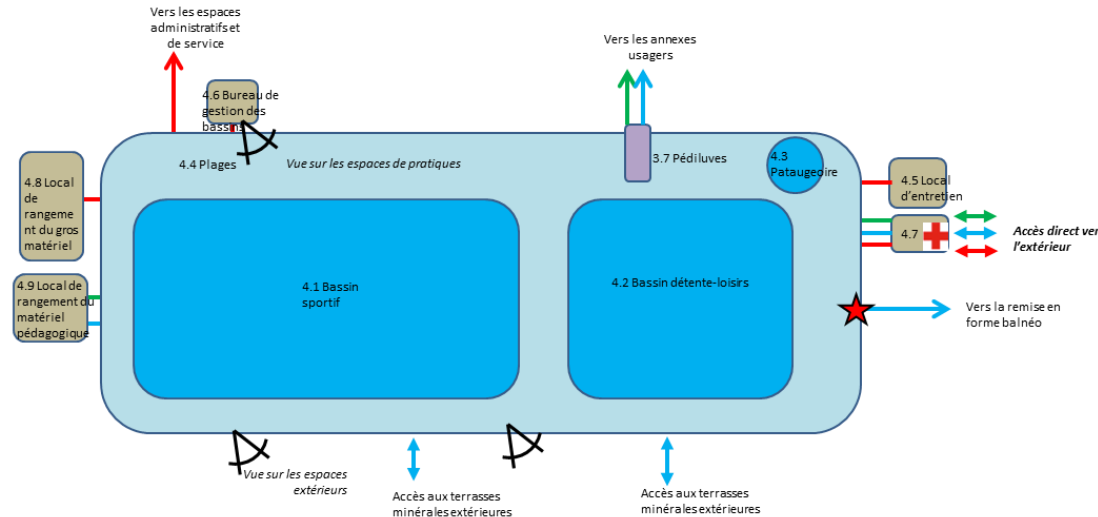 Vers les espaces
administratifs et
de service
Vers les annexes
usagers
4.6 Bureau de
gestion des
bassins
4.4 Plages
Vue sur les espaces de pratiques
3.7 Pédiluves
4.3
Pataugeoire
4.8 Local
de
rangeme
nt du gros
matériel
4.5 Local
d'entretien
4.7
Accès direct ver
l'extérieur
4.9 Local de
rangement du
matériel
pédagogique
4.1 Bassin
sportif
4.2 Bassin détente-loisirs
Vers la remise en
forme balnéo
Vue sur les espaces
extérieurs
Accès aux terrasses
minérales extérieures
Accès aux terrasses
minérales extérieures